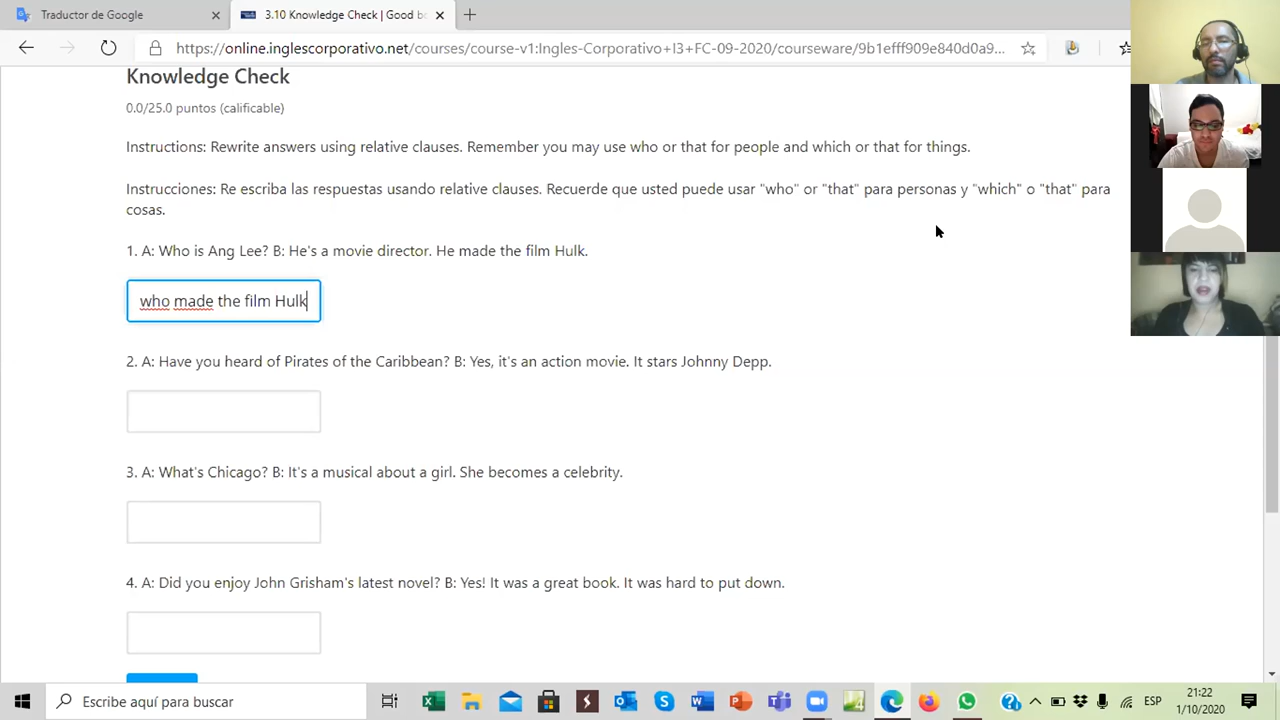 Traductor de Google
3.10 Knowledge Check | Good b
https://online.inglescorporativo.net/courses/course-v1:Ingles-Corporativo+I3+FC-09-2020/courseware/9b1efff909e840d0a9...
Knowledge Check
0.0/25.0 puntos (calificable)
Instructions: Rewrite answers using relative clauses. Remember you may use who or that for people and which or that for things.
Instrucciones: Re escriba las respuestas usando relative clauses. Recuerde que usted puede usar "who" or "that" para personas y "which" o "that" para
cosas.
1. A: Who is Ang Lee? B: He's a movie director. He made the film Hulk.
who made the film Hulk
2. A: Have you heard of Pirates of the Caribbean? B: Yes, it's an action movie. It stars Johnny Depp.
3. A: What's Chicago? B: It's a musical about a girl. She becomes a celebrity.
4. A: Did you enjoy John Grisham's latest novel? B: Yes! It was a great book. It was hard to put down.
Escribe aquí para buscar
ESP
21:22
1/10/2020